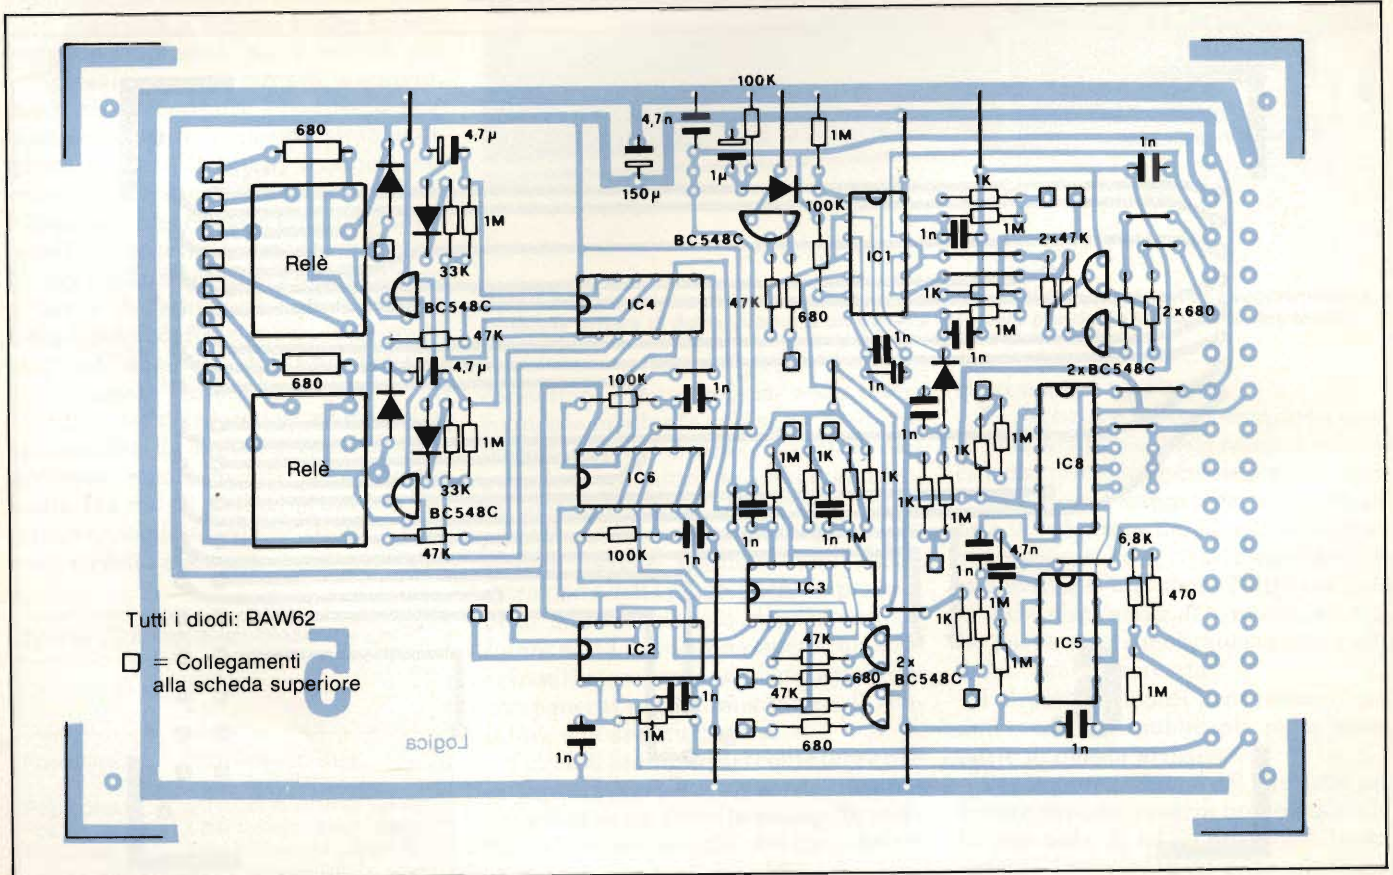 100K
680
4,7µ
4,7n
1M
1n
1µ
150µ
1K
100K
1M
BC548C
IC1
1n
1M
2x47K
Relè
33K
BC548C
IC4
47K
680
1K
2x680
47K
1M
1n
1n
4,7µ
680
100K
1n
1n
2xBC548C
1n
1M
1K
1M
Relè
1M
1K
1K
IC8
IC6
33K
BC548C
1K
1M
47K
100K
1n
1n
1n
1M
1n
4,7n
6,8K
IC3
470
1M
Tutti i diodi: BAW62
1K
IC2
47K
IC5
1M
= Collegamenti
alla scheda superiore
2x
BC548C
680
1M
47K
1n
1M
Logica
680
1n
1n
5